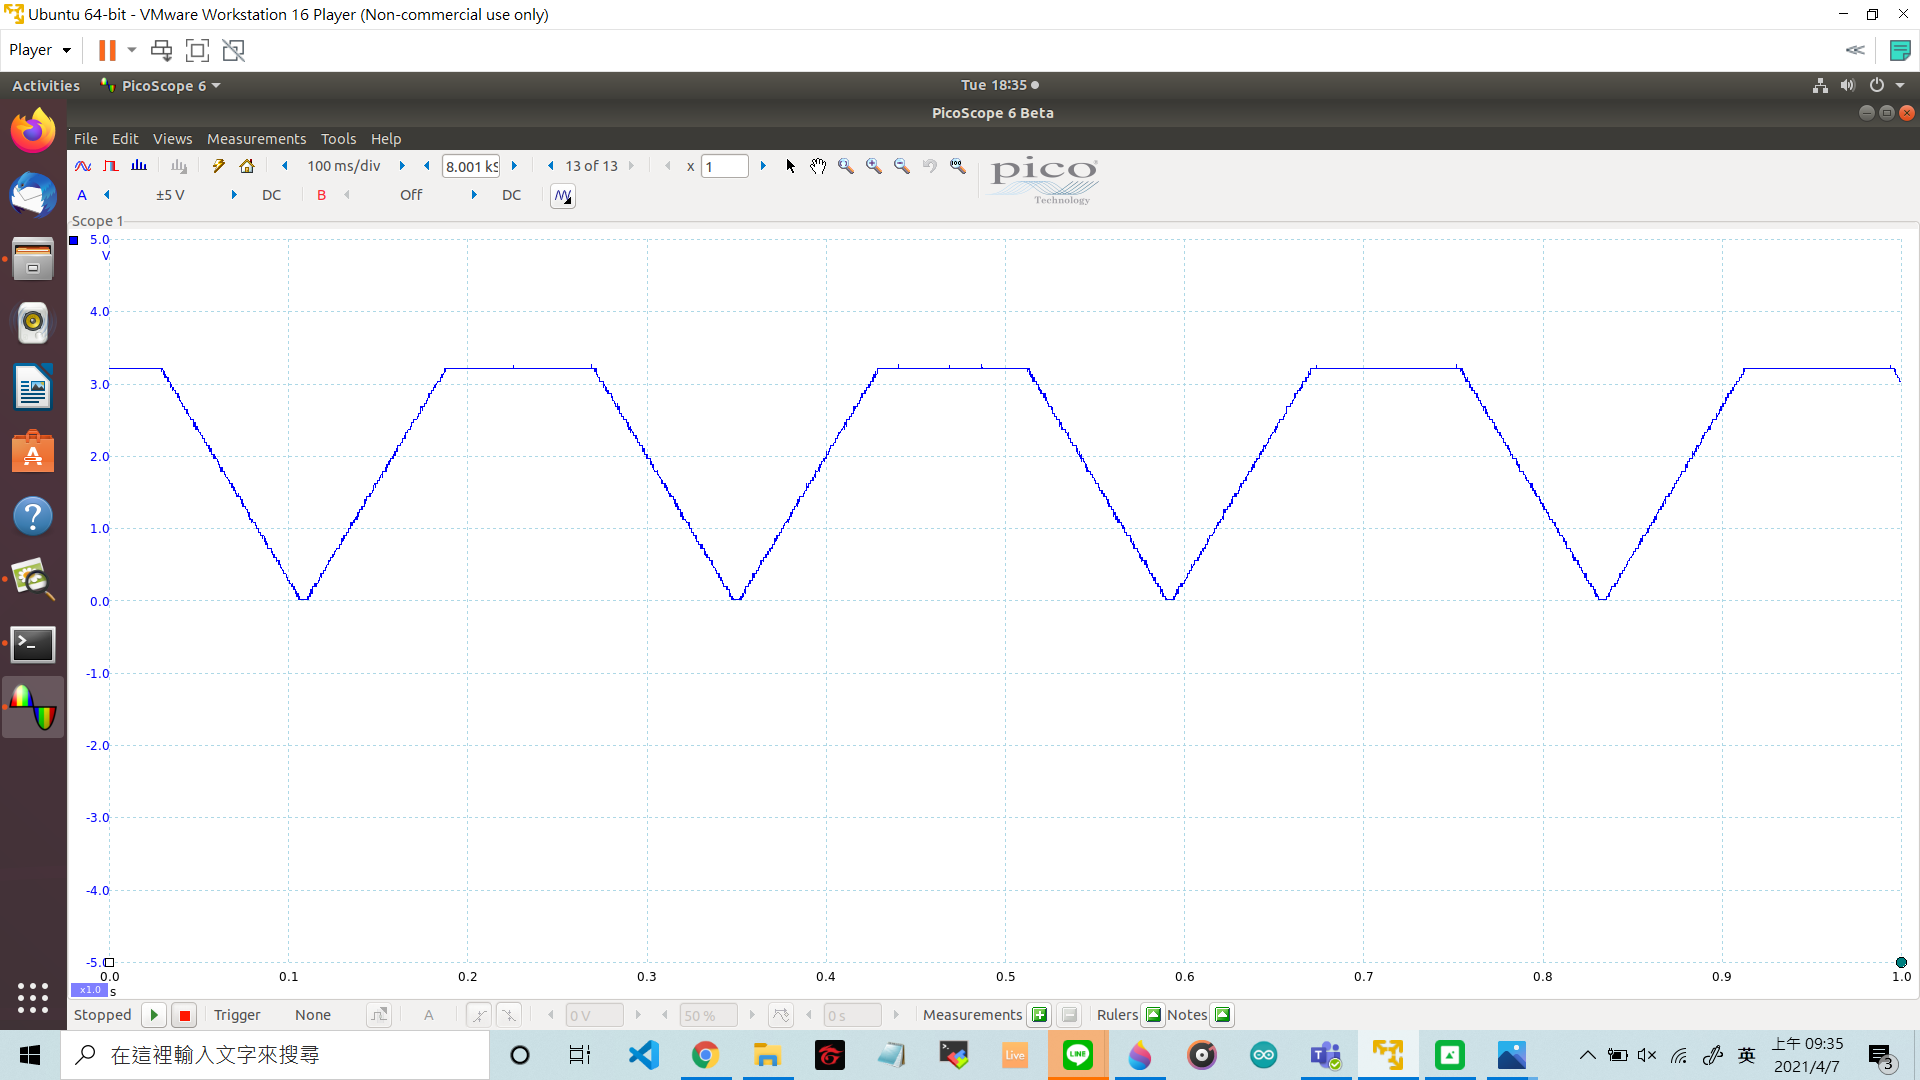 Ubuntu 64-bit - VMware Workstation 16 Player (Non-commercial use only)
Player
Activities PicoScope 6 Tue 18:35
PicoScope 6 Beta
File Edit Views Measurements Tools Help
100 ms/div 8.001 kS 13 of 13 x 1
pico
Technology
A ±5 V DC B Off DC
Scope 1
5.0
V
4.0
3.0
2.0
1.0
0.0
-1.0
-2.0
-3.0
-4.0
-5.0
0.0 0.1 0.2 0.3 0.4 0.5 0.6 0.7 0.8 0.9 1.0
x1.0 s
Stopped Trigger None A 0 V 50 % 0 s Measurements Rulers Notes
在這裡輸入文字來搜尋
Live
LINE
英
上午 09:35
2021/4/7
3